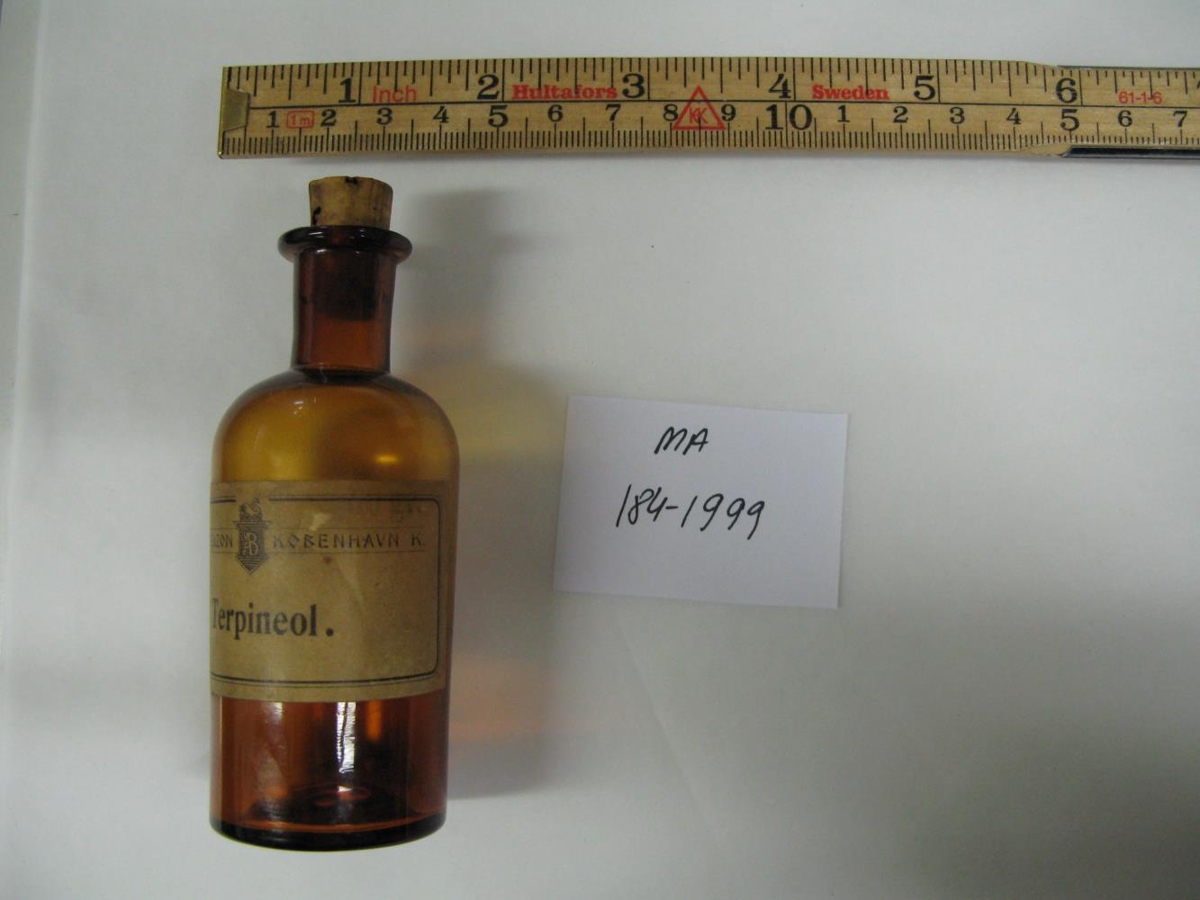 1 Inch 2 Hultafors 3 4 Sweden 5 6 61-1-6
1 1m 2 3 4 5 6 7 8 KK 9 10 1 2 3 4 5 6 7
MA
184-1999
KØBENHAVN K.
Terpineol.